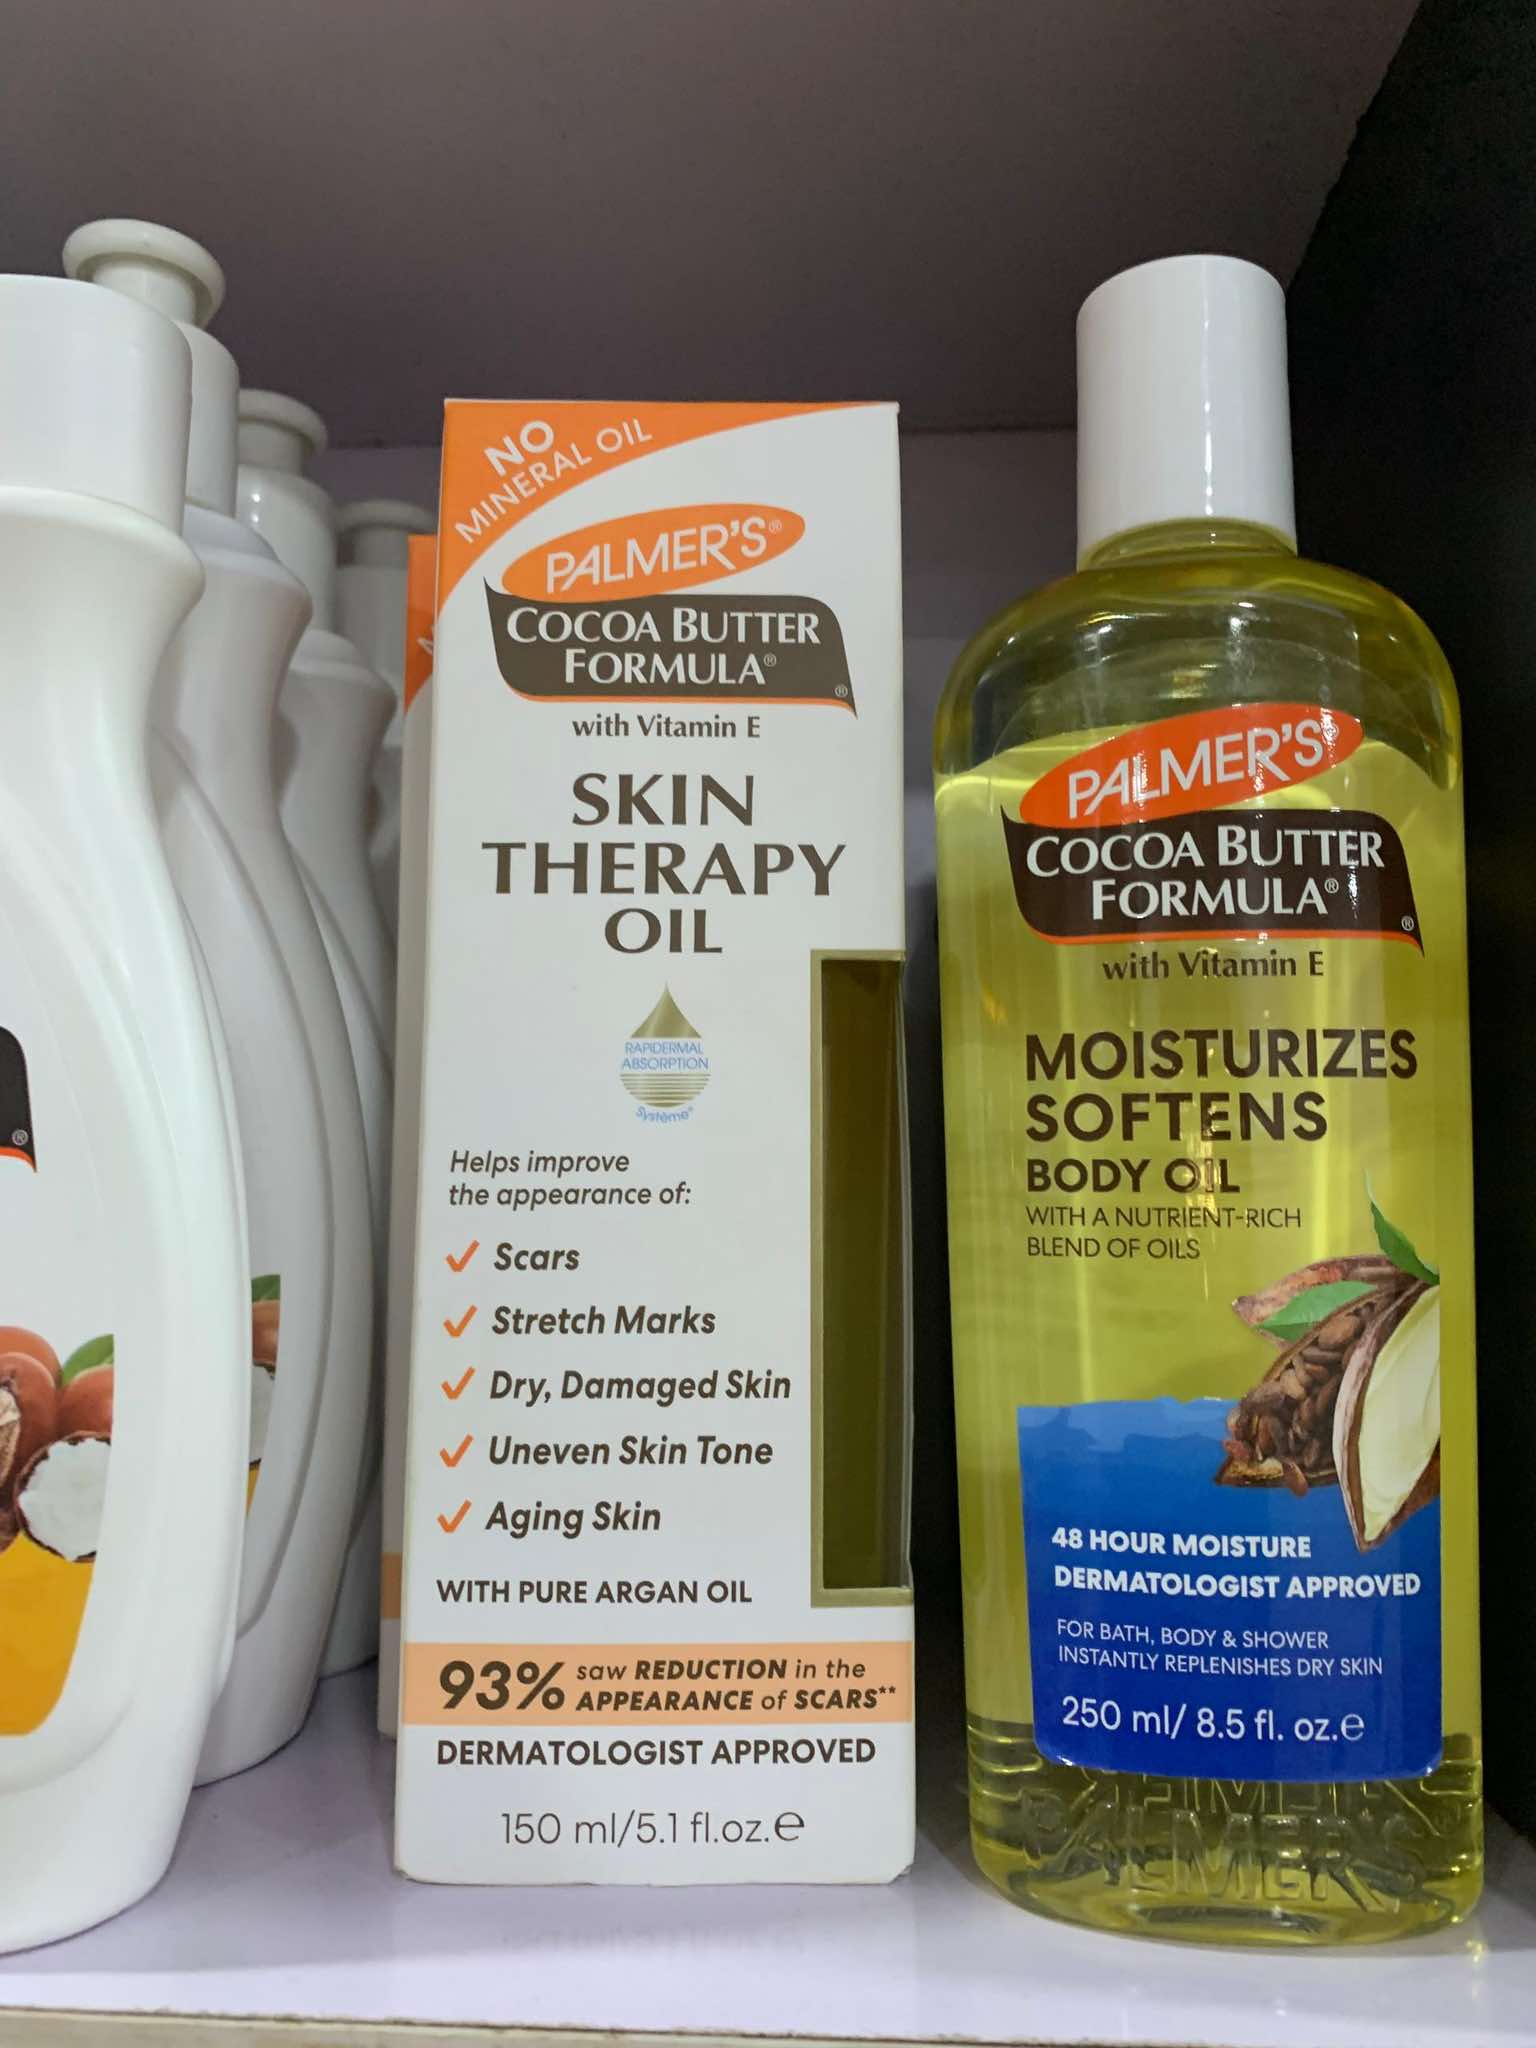 NO
MINERAL OIL
PALMER'S®
COCOA BUTTER
FORMULA®
®
with Vitamin E
SKIN
THERAPY
OIL
RAPIDERMAL
ABSORPTION
Système®
Helps improve
the appearance of:
Scars
Stretch Marks
Dry, Damaged Skin
Uneven Skin Tone
Aging Skin
WITH PURE ARGAN OIL
93% saw REDUCTION in the
APPEARANCE of SCARS**
DERMATOLOGIST APPROVED
150 ml/5.1 fl.oz.℮
PALMER'S®
COCOA BUTTER
FORMULA®
®
with Vitamin E
MOISTURIZES
SOFTENS
BODY OIL
WITH A NUTRIENT-RICH
BLEND OF OILS
48 HOUR MOISTURE
DERMATOLOGIST APPROVED
FOR BATH, BODY & SHOWER
INSTANTLY REPLENISHES DRY SKIN
250 ml/ 8.5 fl. oz.℮
PALMER'S
®